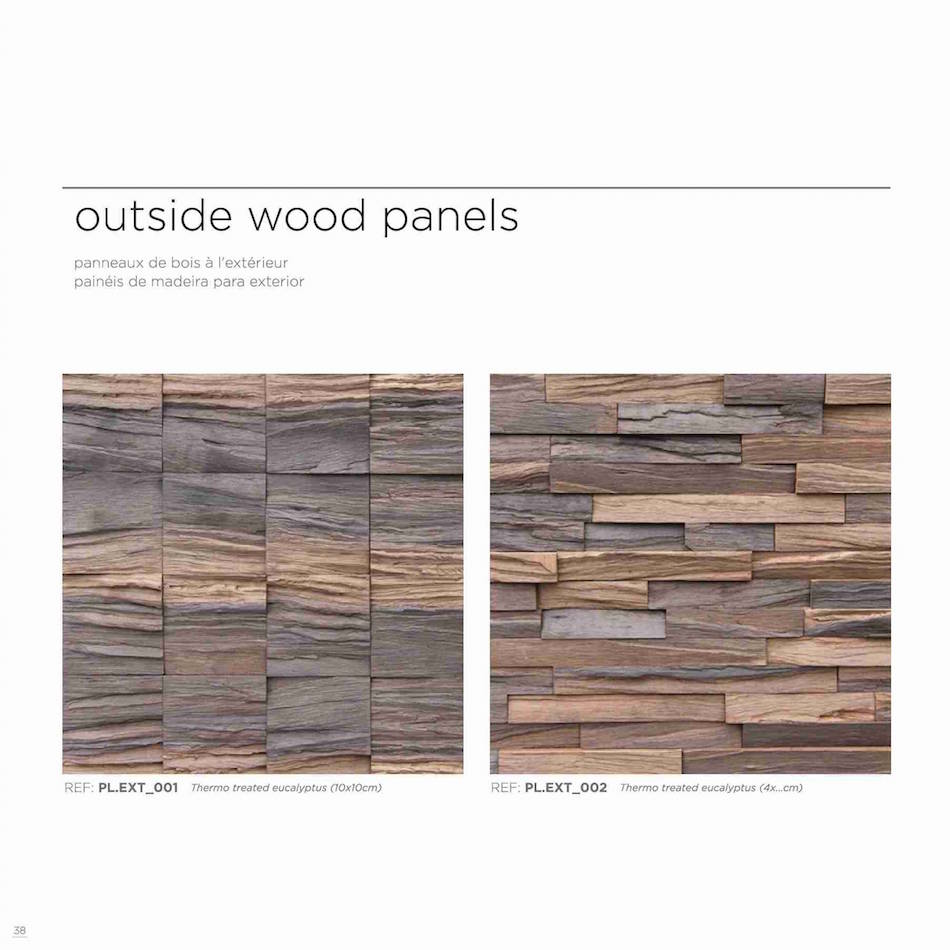 outside wood panels
panneaux de bois à l'extérieur
painéis de madeira para exterior
REF: PL.EXT_001 Thermo treated eucalyptus (10x10cm)
REF: PL.EXT_002 Thermo treated eucalyptus (4x...cm)
38